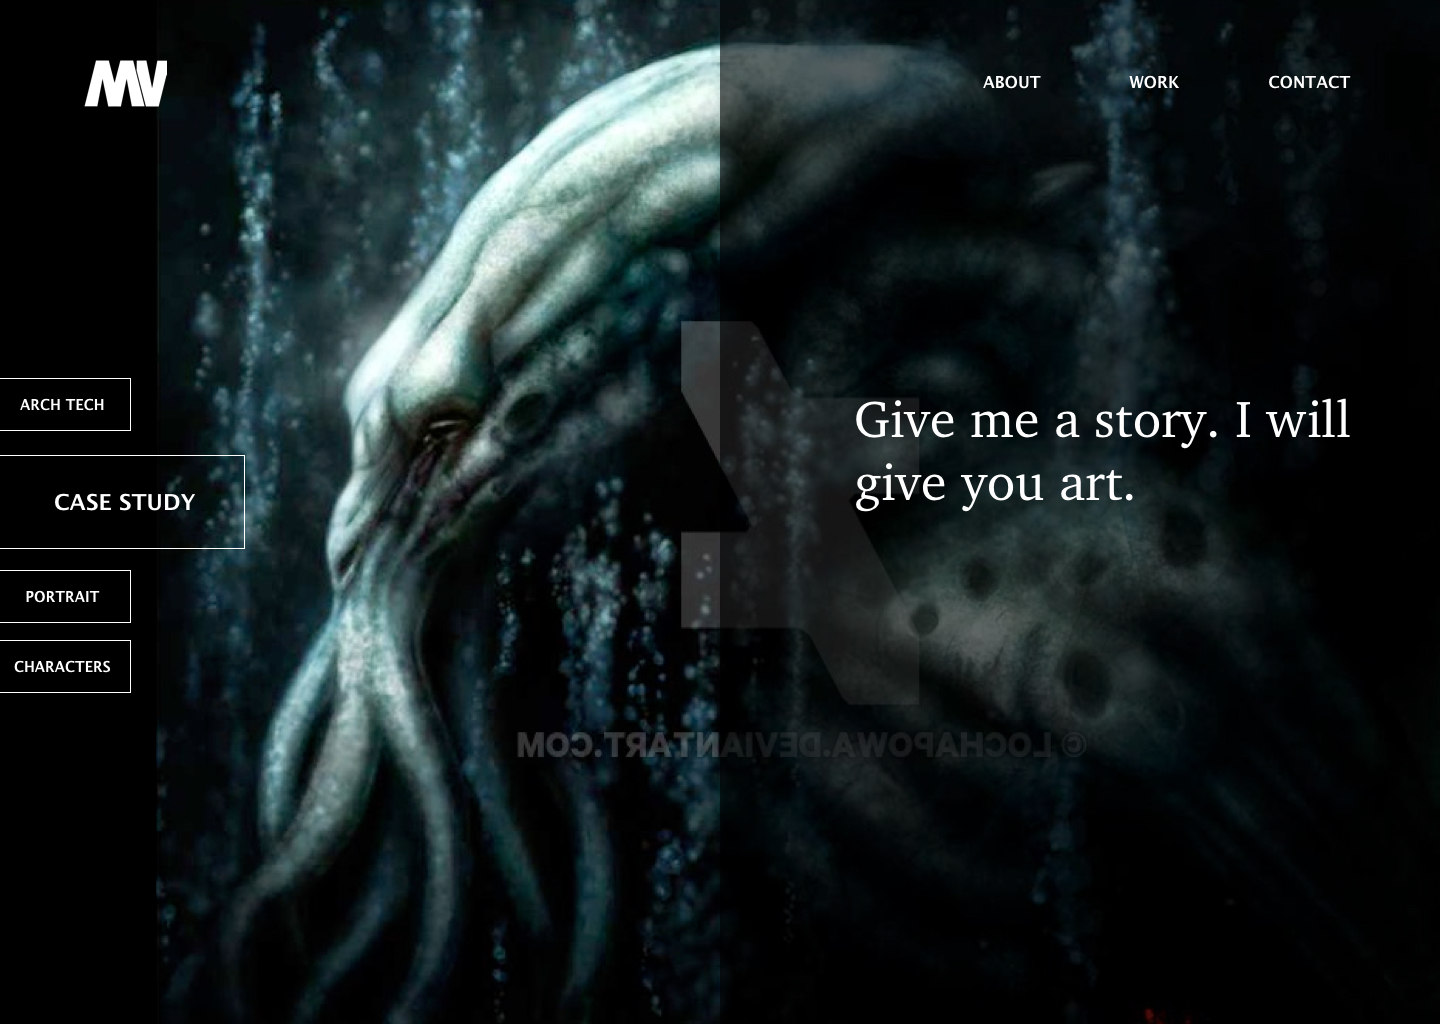 MV
ABOUT
WORK
CONTACT
ARCH TECH
CASE STUDY
PORTRAIT
CHARACTERS
Give me a story. I will
give you art.
©LOCHAPOWA.DEVIANTART.COM